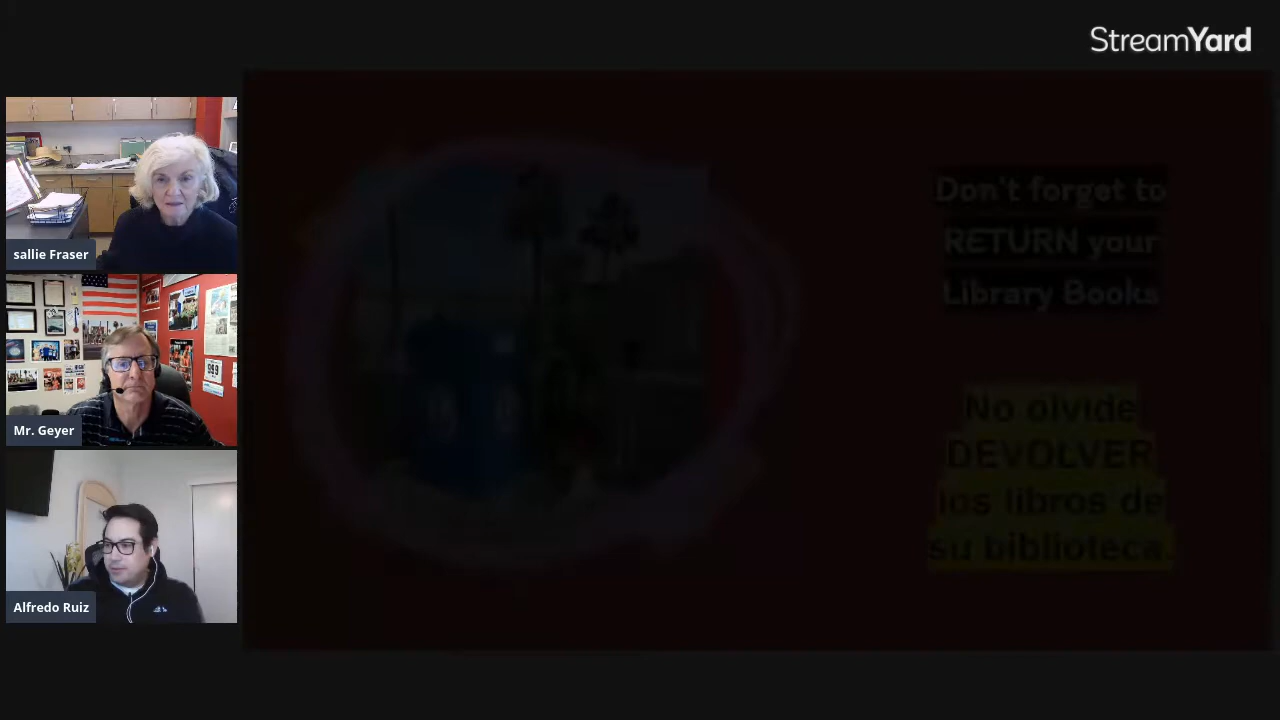 StreamYard
sallie Fraser
Mr. Geyer
999
Alfredo Ruiz
Don't forget to
RETURN your
Library Books
No olvide
DEVOLVER
los libros de
su biblioteca.